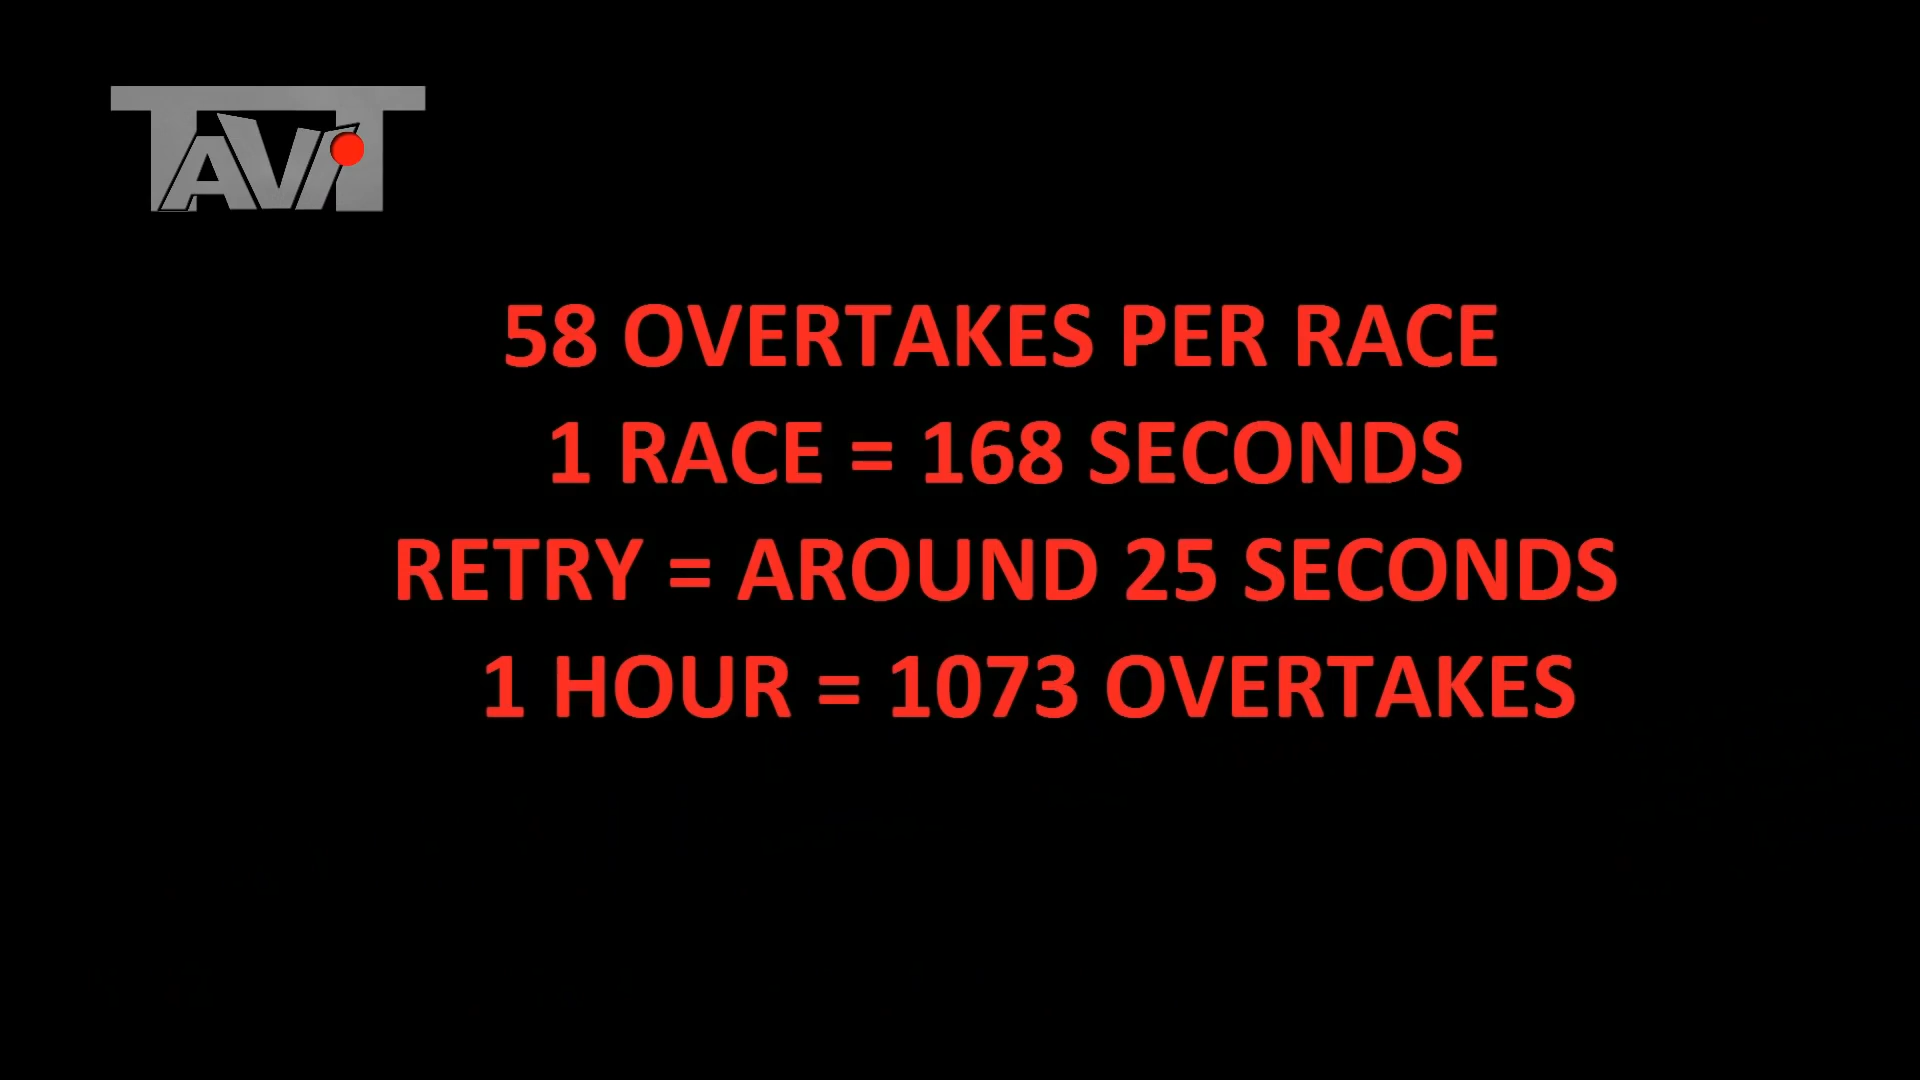 TAViT
58 OVERTAKES PER RACE
1 RACE = 168 SECONDS
RETRY = AROUND 25 SECONDS
1 HOUR = 1073 OVERTAKES